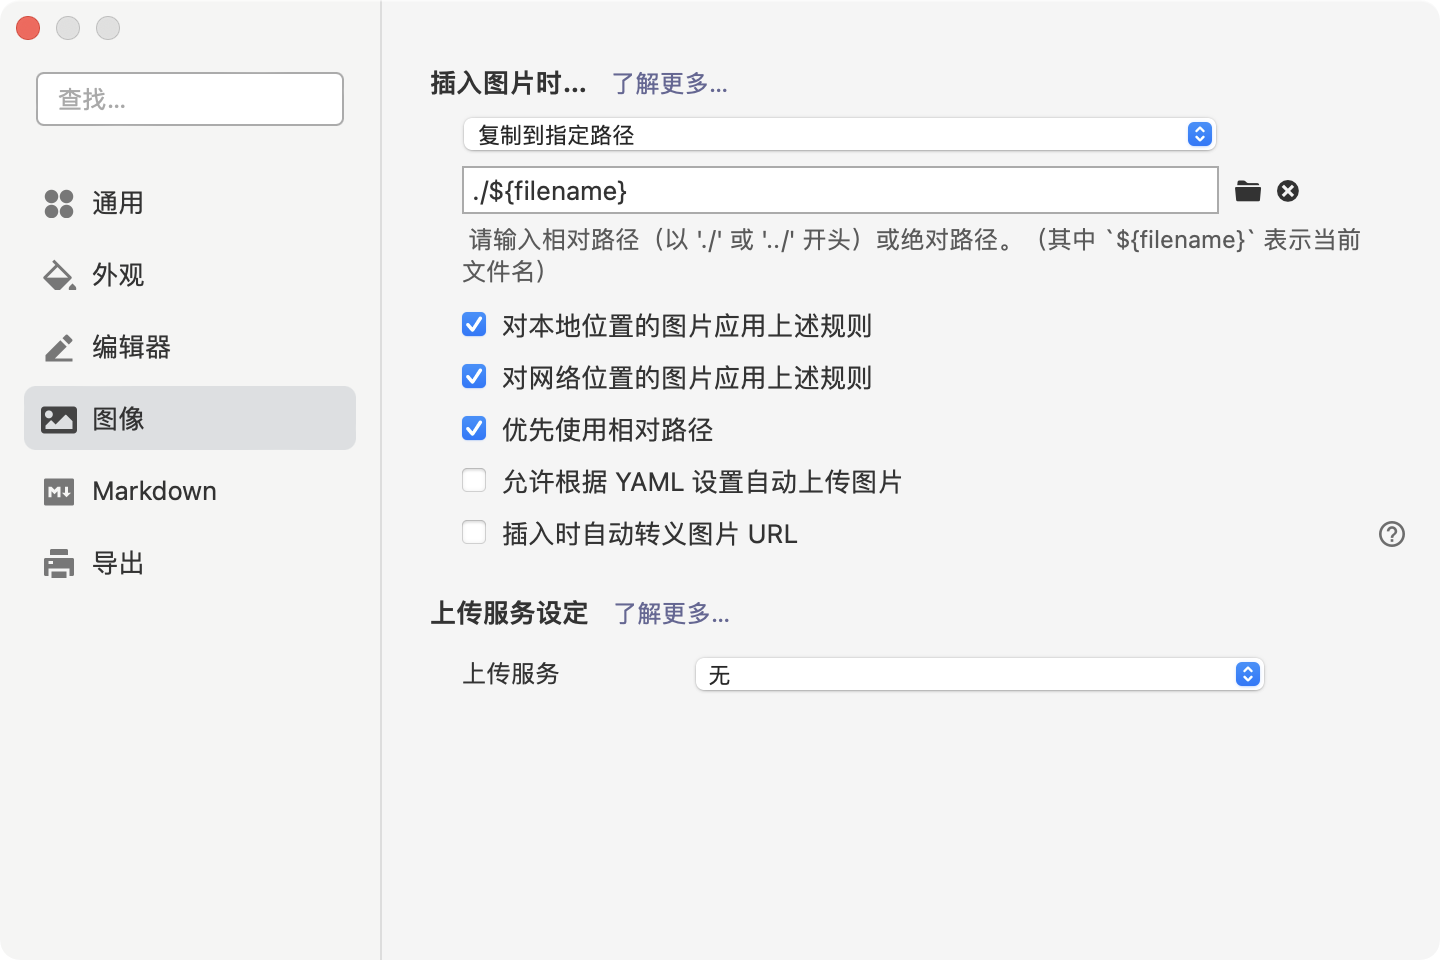 查找...
通用
外观
编辑器
图像
Markdown
导出
插入图片时... 了解更多...
复制到指定路径
./${filename}
请输入相对路径（以 './' 或 '../' 开头）或绝对路径。（其中 `${filename}` 表示当前
文件名）
对本地位置的图片应用上述规则
对网络位置的图片应用上述规则
优先使用相对路径
允许根据 YAML 设置自动上传图片
插入时自动转义图片 URL
上传服务设定 了解更多...
上传服务 无